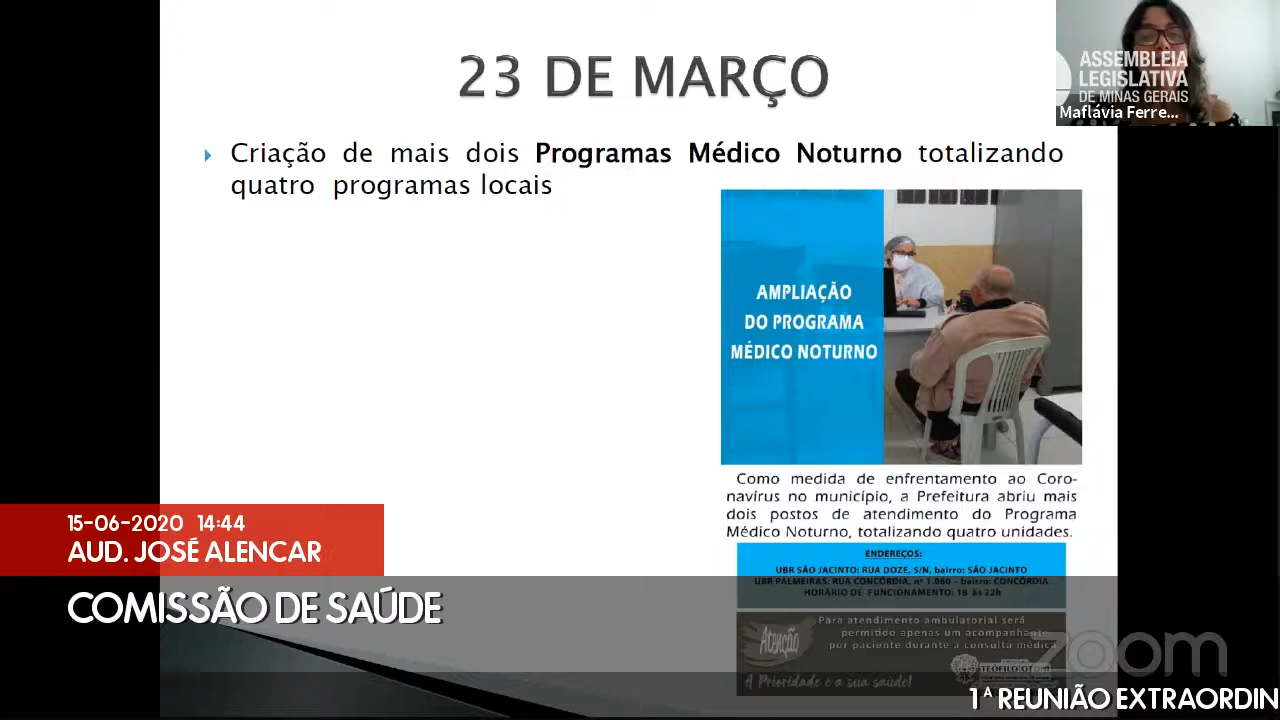 23 DE MARÇO
ASSEMBLEIA
LEGISLATIVA
DE MINAS GERAIS
Maflávia Ferre...
Criação de mais dois Programas Médico Noturno totalizando
quatro programas locais
AMPLIAÇÃO
DO PROGRAMA
MÉDICO NOTURNO
Como medida de enfrentamento ao Coro-
navírus no município, a Prefeitura abriu mais
dois postos de atendimento do Programa
Médico Noturno, totalizando quatro unidades.
ENDEREÇOS:
UBR SÃO JACINTO: RUA DOZE, S/N, bairro: SÃO JACINTO
UBR PALMEIRAS: RUA CONCÓRDIA, nº 1.060 – bairro: CONCÓRDIA
HORÁRIO DE FUNCIONAMENTO: 18 às 22h
Atenção
Para atendimento ambulatorial será
permitido apenas um acompanhante
por paciente durante a consulta médica.
TEÓFILO OTONI
A Prioridade é a sua saúde!
15-06-2020 14:44
AUD. JOSÉ ALENCAR
COMISSÃO DE SAÚDE
zoom
1ª REUNIÃO EXTRAORDIN